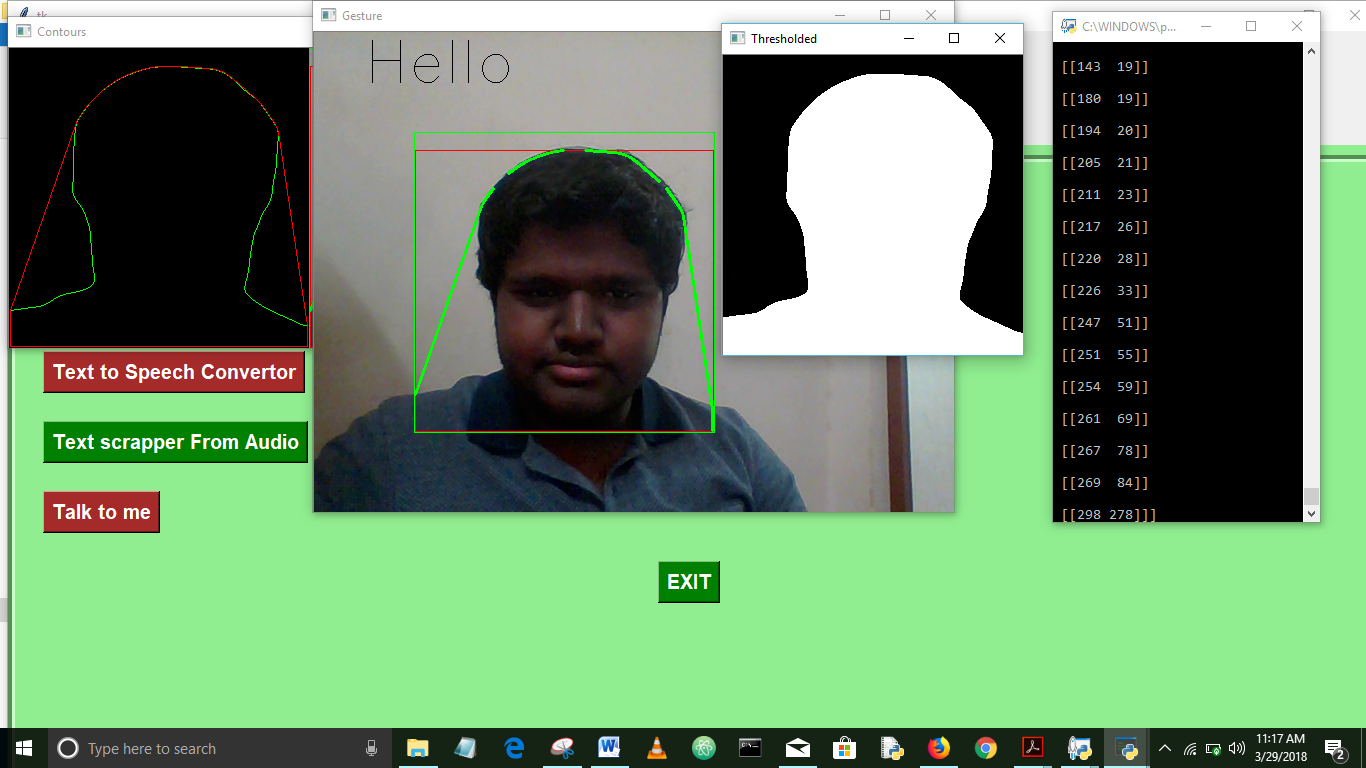 tk
Contours
Gesture
Hello
Thresholded
C:\WINDOWS\p...
[[143 19]]
[[180 19]]
[[194 20]]
[[205 21]]
[[211 23]]
[[217 26]]
[[220 28]]
[[226 33]]
[[247 51]]
[[251 55]]
[[254 59]]
[[261 69]]
[[267 78]]
[[269 84]]
[[298 278]]]
Text to Speech Convertor
Text scrapper From Audio
Talk to me
EXIT
Type here to search
11:17 AM
3/29/2018
2